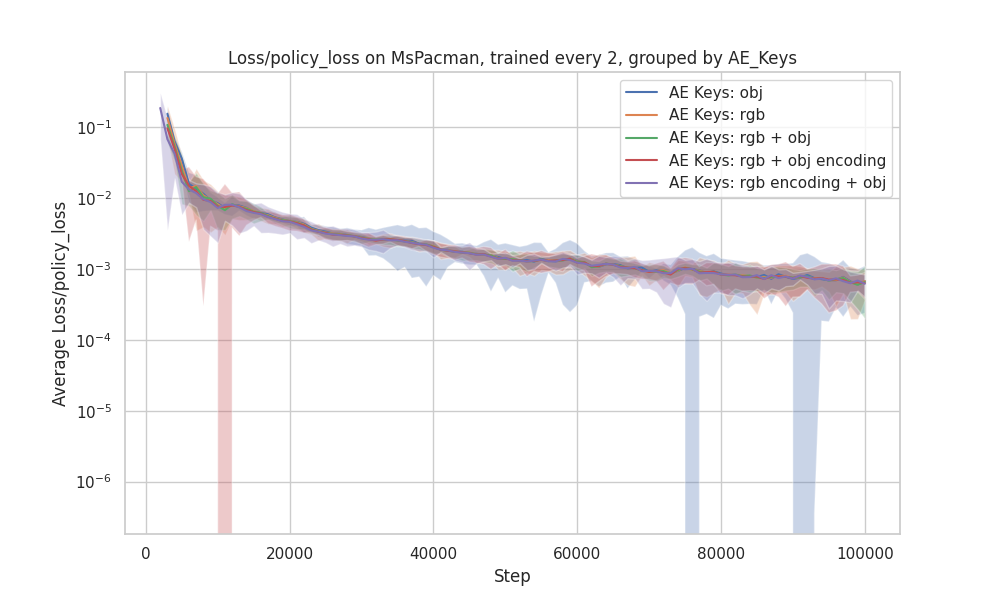 Loss/policy_loss on MsPacman, trained every 2, grouped by AE_Keys
AE Keys: obj
AE Keys: rgb
AE Keys: rgb + obj
AE Keys: rgb + obj encoding
AE Keys: rgb encoding + obj
Average Loss/policy_loss
10⁻¹
10⁻²
10⁻³
10⁻⁴
10⁻⁵
10⁻⁶
0 20000 40000 60000 80000 100000
Step